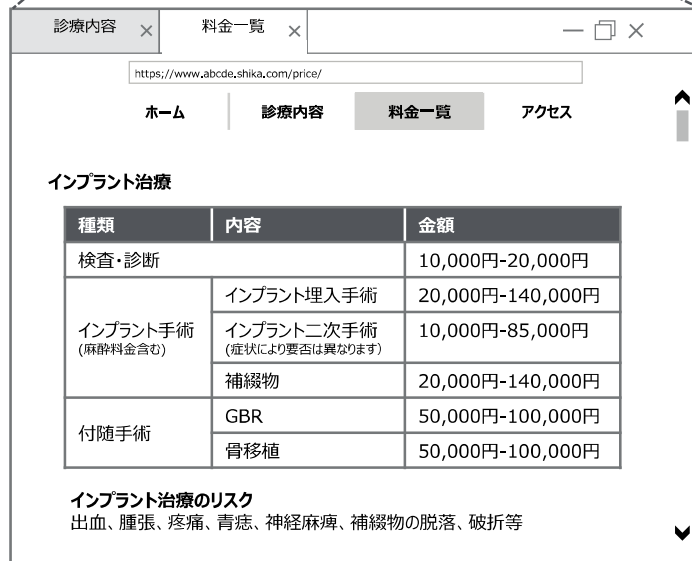 診療内容
料金一覧
https;//www.abcde.shika.com/price/
ホーム 診療内容 料金一覧 アクセス
インプラント治療
種類 内容 金額
検査・診断 10,000円-20,000円
インプラント手術
(麻酔料金含む)
インプラント埋入手術 20,000円-140,000円
インプラント二次手術 10,000円-85,000円
(症状により要否は異なります)
補綴物 20,000円-140,000円
付随手術
GBR 50,000円-100,000円
骨移植 50,000円-100,000円
インプラント治療のリスク
出血、腫張、疼痛、青痣、神経麻痺、補綴物の脱落、破折等